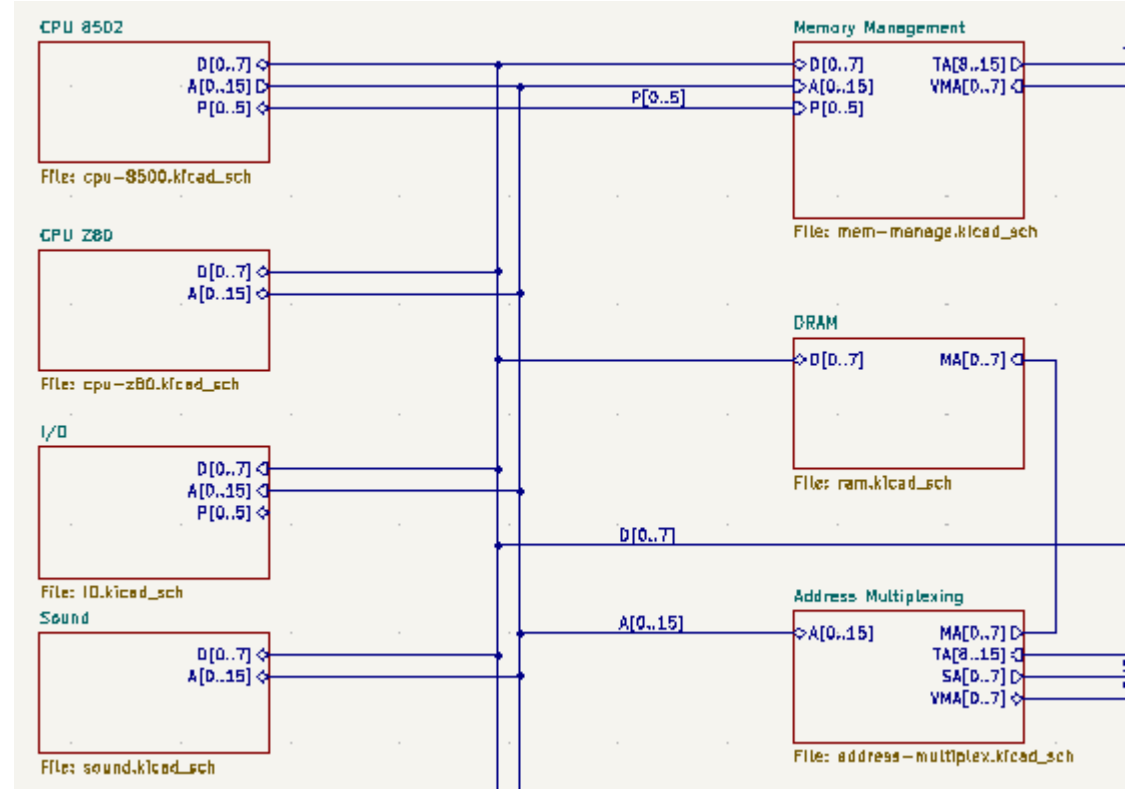 CPU 8502
D[0..7]
A[0..15]
P[0..5]
File: cpu-8500.kicad_sch
P[0..5]
Memory Management
D[0..7] TA[8..15]
A[0..15] VMA[0..7]
P[0..5]
File: mem-manage.kicad_sch
CPU Z80
D[0..7]
A[0..15]
File: cpu-z80.kicad_sch
DRAM
D[0..7] MA[0..7]
File: ram.kicad_sch
I/O
D[0..7]
A[0..15]
P[0..5]
File: IO.kicad_sch
D[0..7]
Sound
D[0..7]
A[0..15]
File: sound.kicad_sch
A[0..15]
Address Multiplexing
A[0..15] MA[0..7]
TA[8..15]
SA[0..7]
VMA[0..7]
File: address-multiplex.kicad_sch